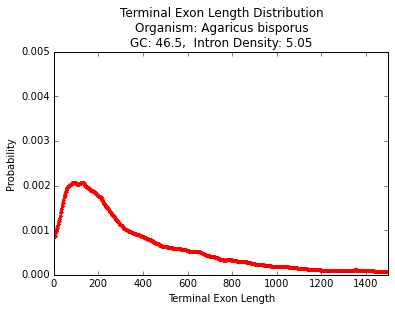 Terminal Exon Length Distribution
Organism: Agaricus bisporus
GC: 46.5,  Intron Density: 5.05
0.005
0.004
0.003
0.002
0.001
0.000
Probability
0 200 400 600 800 1000 1200 1400
Terminal Exon Length